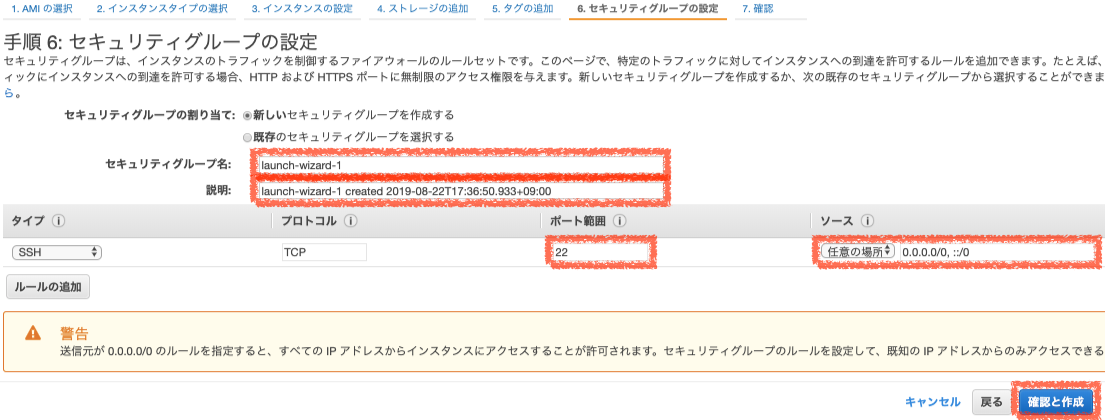 1. AMI の選択 2. インスタンスタイプの選択 3. インスタンスの設定 4. ストレージの追加 5. タグの追加 6. セキュリティグループの設定 7. 確認
手順 6: セキュリティグループの設定
セキュリティグループは、インスタンスのトラフィックを制御するファイアウォールのルールセットです。このページで、特定のトラフィックに対してインスタンスへの到達を許可するルールを追加できます。たとえば、
ィックにインスタンスへの到達を許可する場合、HTTP および HTTPS ポートに無制限のアクセス権限を与えます。新しいセキュリティグループを作成するか、次の既存のセキュリティグループから選択することができま
ら。
セキュリティグループの割り当て: 新しいセキュリティグループを作成する
既存のセキュリティグループを選択する
セキュリティグループ名: launch-wizard-1
説明: launch-wizard-1 created 2019-08-22T17:36:50.933+09:00
タイプ プロトコル ポート範囲 ソース
SSH TCP 22 任意の場所 0.0.0.0/0, ::/0
ルールの追加
警告
送信元が 0.0.0.0/0 のルールを指定すると、すべての IP アドレスからインスタンスにアクセスすることが許可されます。セキュリティグループのルールを設定して、既知の IP アドレスからのみアクセスできる
キャンセル 戻る 確認と作成